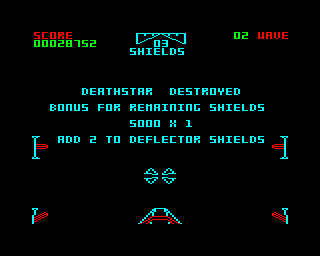 SCORE
00028752
03
SHIELDS
02 WAVE
DEATHSTAR DESTROYED
BONUS FOR REMAINING SHIELDS
5000 X 1
ADD 2 TO DEFLECTOR SHIELDS